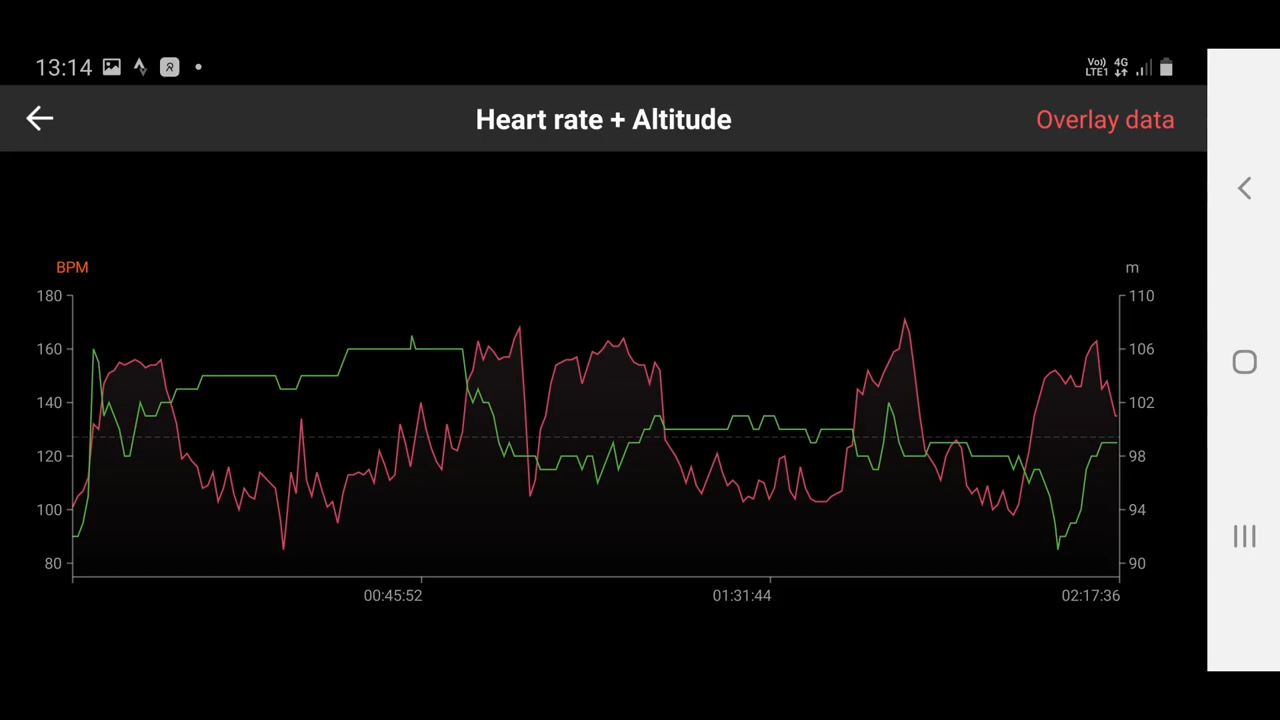 13:14
Vo)) 4G
LTE1
Heart rate + Altitude
Overlay data
BPM
m
180
110
160
106
140
102
120
98
100
94
80
90
00:45:52
01:31:44
02:17:36